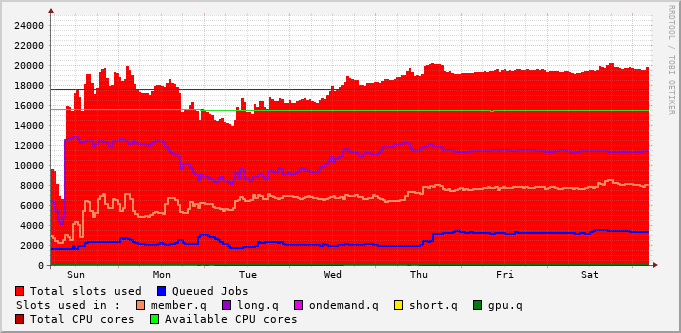 24000
22000
20000
18000
16000
14000
12000
10000
8000
6000
4000
2000
0
Sun Mon Tue Wed Thu Fri Sat
RRDTOOL / TOBI OETIKER
Total slots used Queued Jobs
Slots used in : member.q long.q ondemand.q short.q gpu.q
Total CPU cores Available CPU cores